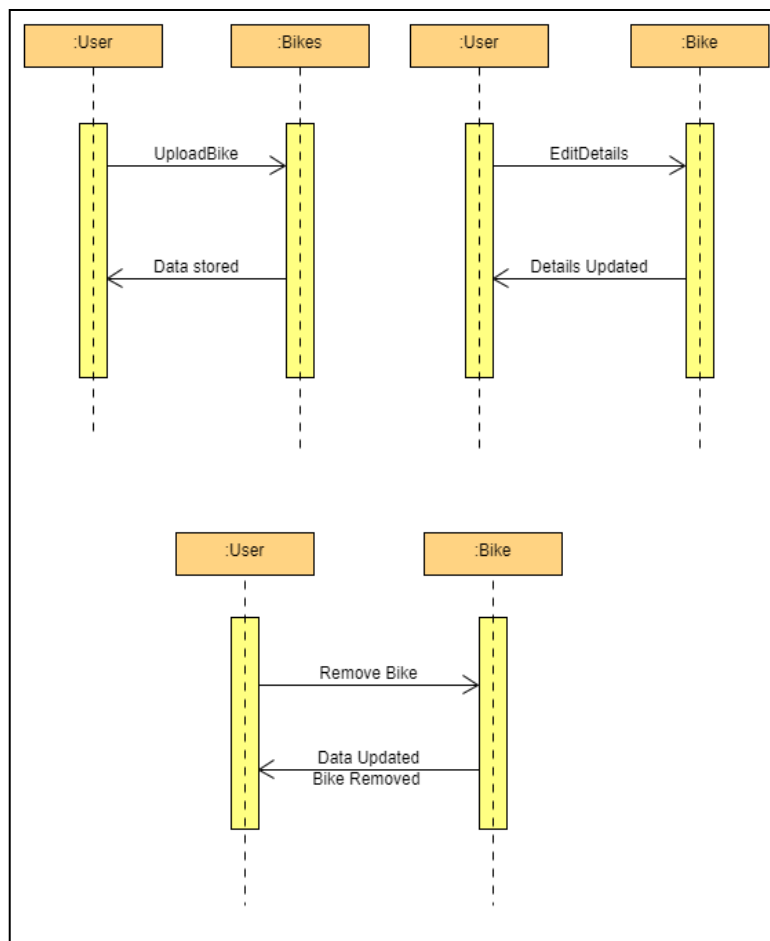 :User
:Bikes
UploadBike
Data stored
:User
:Bike
EditDetails
Details Updated
:User
:Bike
Remove Bike
Data Updated
Bike Removed